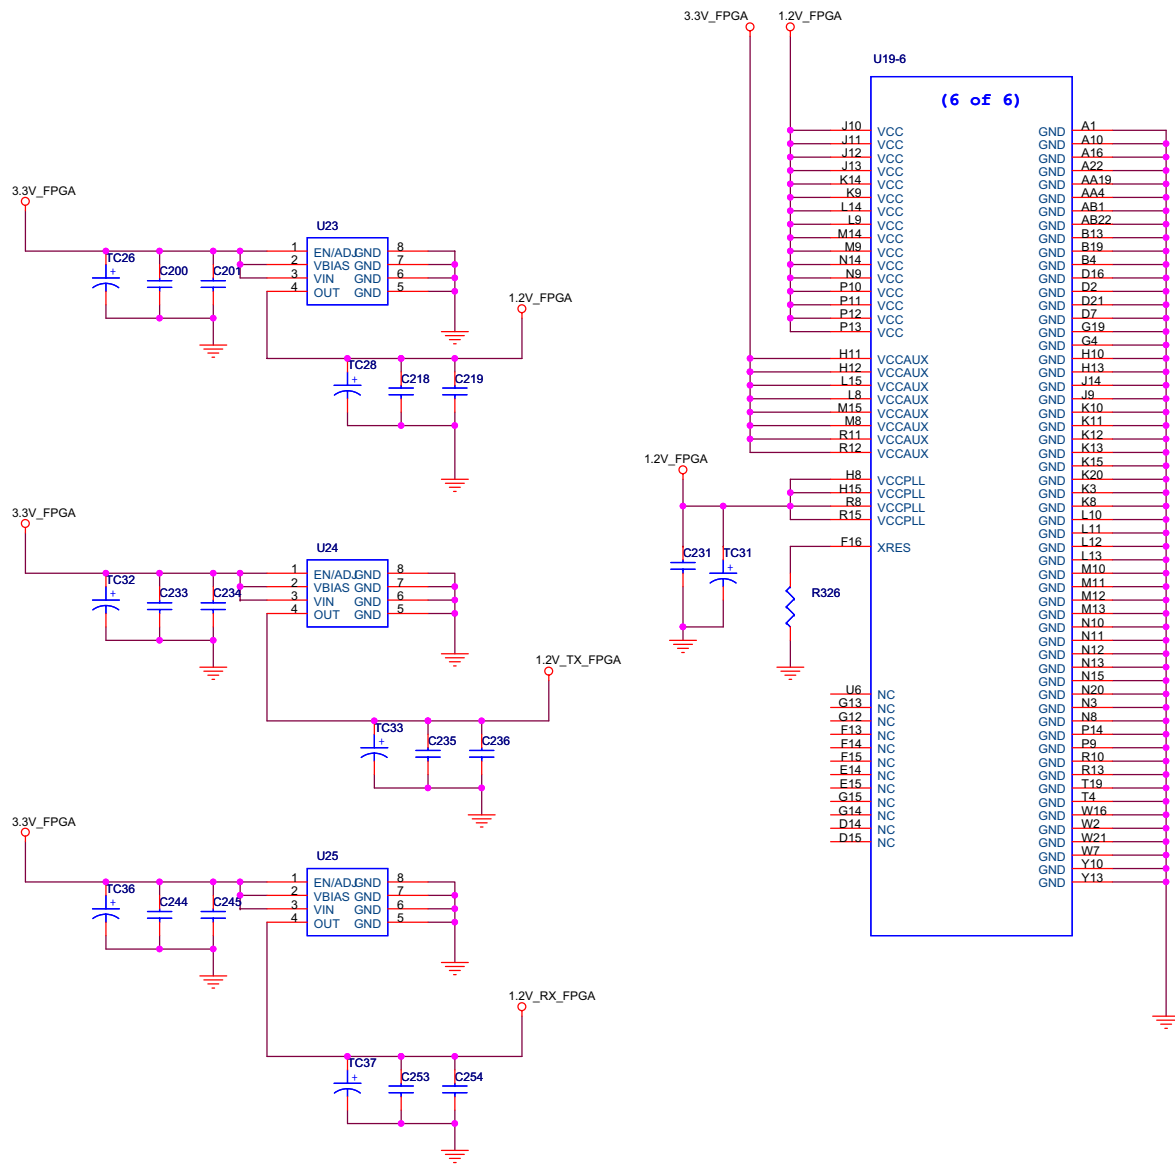 3.3V_FPGA
1.2V_FPGA
U19-6
(6 of 6)
J10 VCC
J11 VCC
J12 VCC
J13 VCC
K14 VCC
K9 VCC
L14 VCC
L9 VCC
M14 VCC
M9 VCC
N14 VCC
N9 VCC
P10 VCC
P11 VCC
P12 VCC
P13 VCC
H11 VCCAUX
H12 VCCAUX
L15 VCCAUX
L8 VCCAUX
M15 VCCAUX
M8 VCCAUX
R11 VCCAUX
R12 VCCAUX
H8 VCCPLL
H15 VCCPLL
R8 VCCPLL
R15 VCCPLL
F16 XRES
U6 NC
G13 NC
G12 NC
F13 NC
F14 NC
F15 NC
E14 NC
E15 NC
G15 NC
G14 NC
D14 NC
D15 NC
GND A1
GND A10
GND A16
GND A22
GND AA19
GND AA4
GND AB1
GND AB22
GND B13
GND B19
GND B4
GND D16
GND D2
GND D21
GND D7
GND G19
GND G4
GND H10
GND H13
GND J14
GND J9
GND K10
GND K11
GND K12
GND K13
GND K15
GND K20
GND K3
GND K8
GND L10
GND L11
GND L12
GND L13
GND M10
GND M11
GND M12
GND M13
GND N10
GND N11
GND N12
GND N13
GND N15
GND N20
GND N3
GND N8
GND P14
GND P9
GND R10
GND R13
GND T19
GND T4
GND W16
GND W2
GND W21
GND W7
GND Y10
GND Y13
1.2V_FPGA
C231
TC31
+
R326
3.3V_FPGA
U23
TC26
+
C200
C201
1 EN/ADJ GND 8
2 VBIAS GND 7
3 VIN GND 6
4 OUT GND 5
1.2V_FPGA
TC28
+
C218
C219
3.3V_FPGA
U24
TC32
+
C233
C234
1 EN/ADJ GND 8
2 VBIAS GND 7
3 VIN GND 6
4 OUT GND 5
1.2V_TX_FPGA
TC33
+
C235
C236
3.3V_FPGA
U25
TC36
+
C244
C245
1 EN/ADJ GND 8
2 VBIAS GND 7
3 VIN GND 6
4 OUT GND 5
1.2V_RX_FPGA
TC37
+
C253
C254